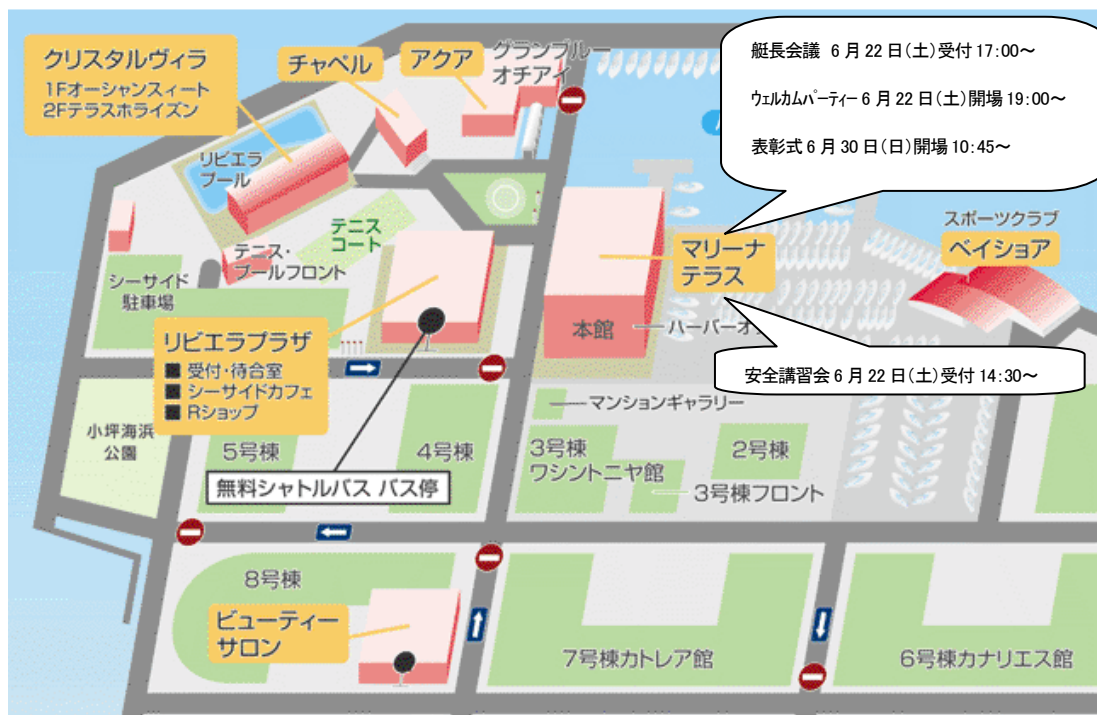 クリスタルヴィラ
1Fオーシャンスィート
2Fテラスホライズン
チャペル
アクア
グランブルー
オチアイ
艇長会議 6月22日(土)受付17:00～
ウェルカムパーティー6月22日(土)開場19:00～
表彰式6月30日(日)開場10:45～
リビエラ
プール
テニス
コート
テニス・
プールフロント
シーサイド
駐車場
マリーナ
テラス
スポーツクラブ
ベイショア
本館
ハーバーオ
リビエラプラザ
■ 受付・待合室
■ シーサイドカフェ
■ Rショップ
安全講習会6月22日(土)受付14:30～
マンションギャラリー
小坪海浜
公園
5号棟
4号棟
3号棟
ワシントニヤ館
2号棟
3号棟フロント
無料シャトルバス バス停
8号棟
ビューティー
サロン
7号棟カトレア館
6号棟カナリエス館